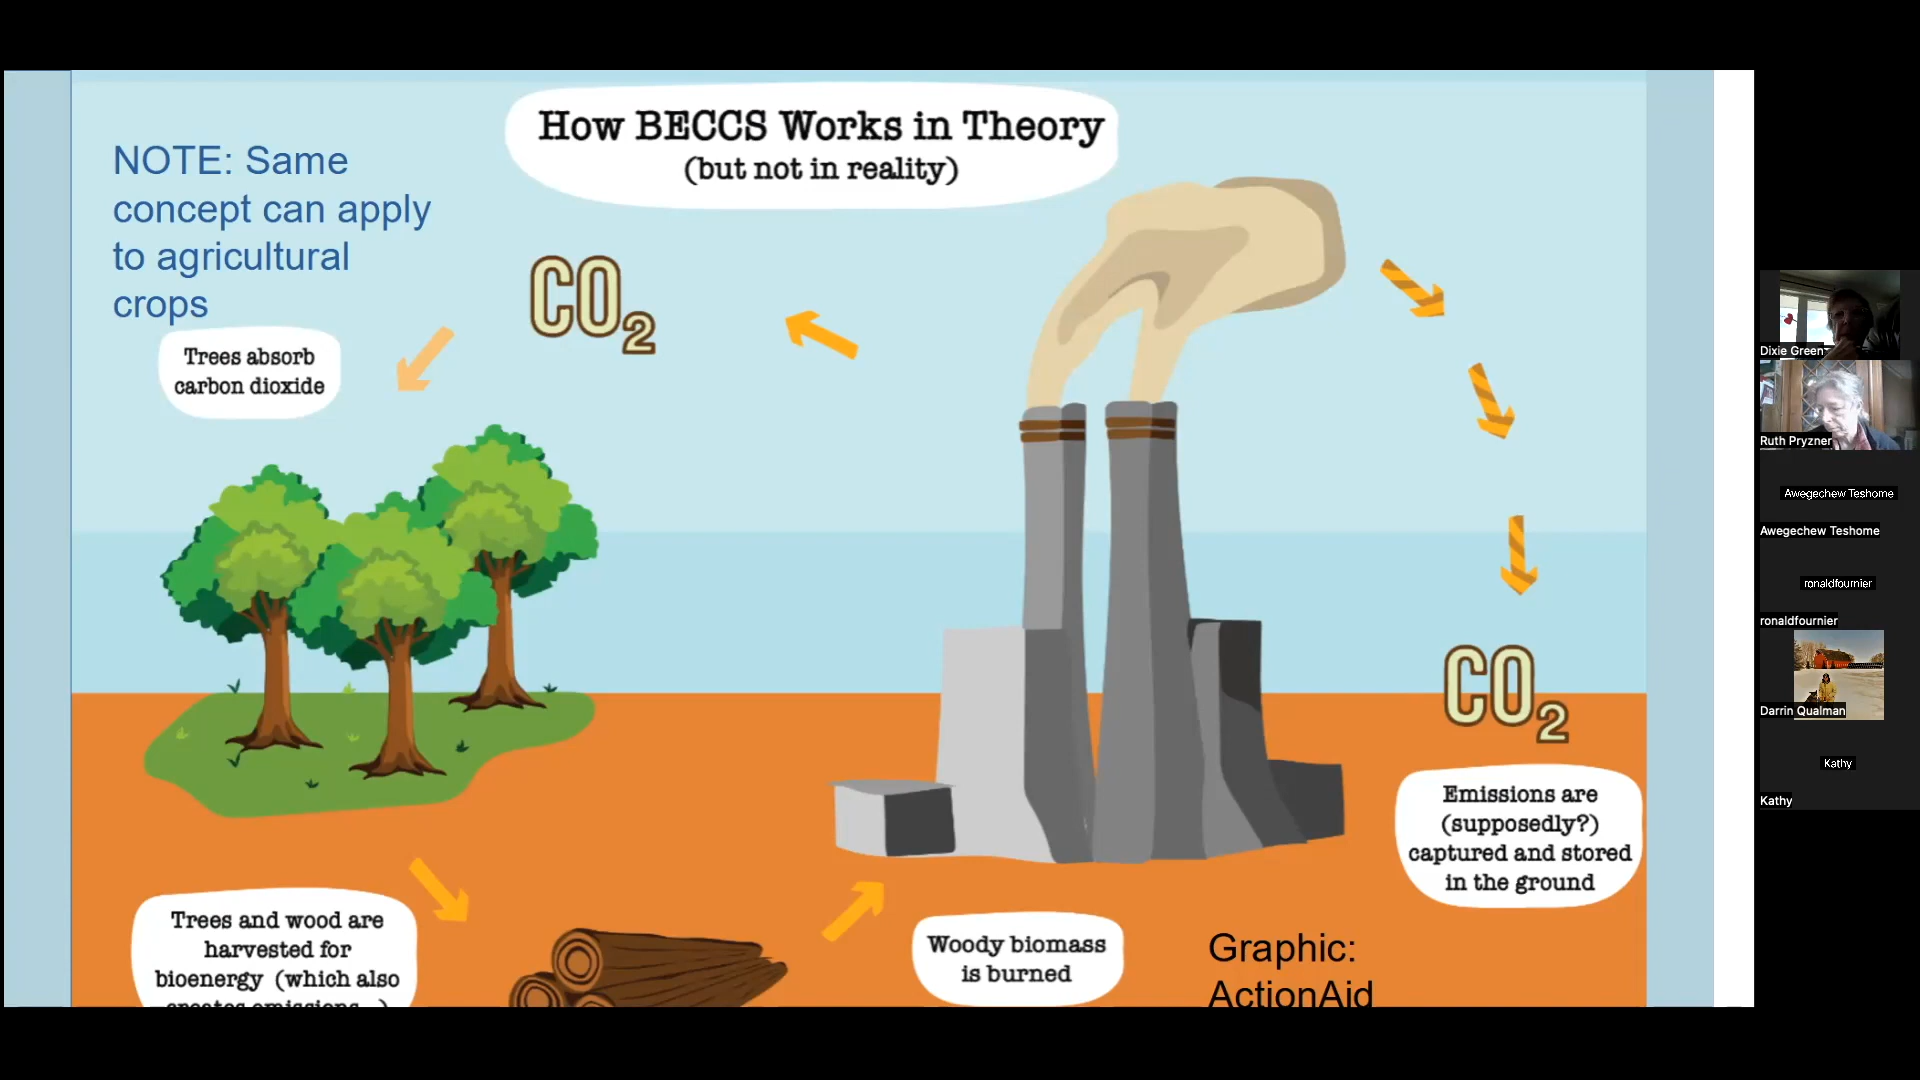 How BECCS Works in Theory
(but not in reality)
NOTE: Same
concept can apply
to agricultural
crops
CO2
Trees absorb
carbon dioxide
CO2
Emissions are
(supposedly?)
captured and stored
in the ground
Trees and wood are
harvested for
bioenergy (which also
creates emissions...)
Woody biomass
is burned
Graphic:
ActionAid
Dixie Green
Ruth Pryzner
Awegechew Teshome
Awegechew Teshome
ronaldfournier
ronaldfournier
Darrin Qualman
Kathy
Kathy